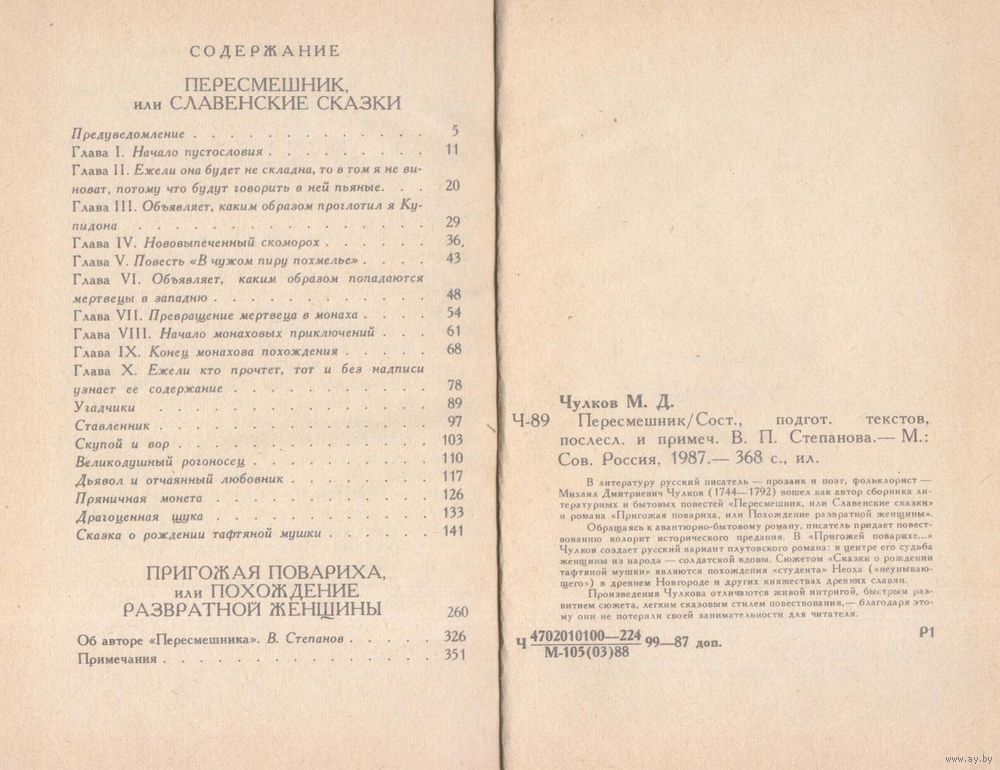 СОДЕРЖАНИЕ
ПЕРЕСМЕШНИК,
или СЛАВЕНСКИЕ СКАЗКИ
Предуведомление . . . . . . . . . . . . . 5
Глава I. Начало пустословия . . . . . . . . . 11
Глава II. Ежели она будет не складна, то в том я не ви-
новат, потому что будут говорить в ней пьяные. . . 20
Глава III. Объявляет, каким образом проглотил я Ку-
пидона . . . . . . . . . . . . . . . . 29
Глава IV. Нововыпеченный скоморох . . . . . . 36.
Глава V. Повесть «В чужом пиру похмелье» . . . . 43
Глава VI. Объявляет, каким образом попадаются
мертвецы в западню . . . . . . . . . . . . 48
Глава VII. Превращение мертвеца в монаха . . . . 54
Глава VIII. Начало монаховых приключений . . . 61
Глава IX. Конец монахова похождения . . . . . 68
Глава X. Ежели кто прочтет, тот и без надписи
узнает ее содержание . . . . . . . . . . . 78
Угадчики . . . . . . . . . . . . . . . 89
Ставленник . . . . . . . . . . . . . . 97
Скупой и вор . . . . . . . . . . . . . 103
Великодушный рогоносец . . . . . . . . . . 110
Дьявол и отчаянный любовник . . . . . . . . 117
Пряничная монета . . . . . . . . . . . . 126
Драгоценная щука . . . . . . . . . . . . 133
Сказка о рождении тафтяной мушки . . . . . . 141
ПРИГОЖАЯ ПОВАРИХА,
или ПОХОЖДЕНИЕ
РАЗВРАТНОЙ ЖЕНЩИНЫ 260
Об авторе «Пересмешника». В. Степанов . . . . . 326
Примечания . . . . . . . . . . . . . . 351
Чулков М. Д.
Ч-89 Пересмешник/Сост., подгот. текстов,
послесл. и примеч. В. П. Степанова.— М.:
Сов. Россия, 1987.— 368 с., ил.
В литературу русский писатель — прозаик и поэт, фольклорист —
Михаил Дмитриевич Чулков (1744—1792) вошел как автор сборника ли-
тературных и бытовых повестей «Пересмешник, или Славенские сказки»
и романа «Пригожая повариха, или Похождение развратной женщины».
Обращаясь к авантюрно-бытовому роману, писатель придает повест-
вованию колорит исторического предания. В «Пригожей поварихе...»
Чулков создает русский вариант плутовского романа: в центре его судьба
женщины из народа — солдатской вдовы. Сюжетом «Сказки о рождении
тафтяной мушки» являются похождения «студента» Неоха («неунываю-
щего») в древнем Новгороде и других княжествах древних славян.
Произведения Чулкова отличаются живой интригой, быстрым раз-
витием сюжета, легким сказовым стилем повествования,— благодаря это-
му они не потеряли своей занимательности для читателя.
Ч 4702010100—224 99—87 доп. Р1
М-105(03)88
www.ay.by